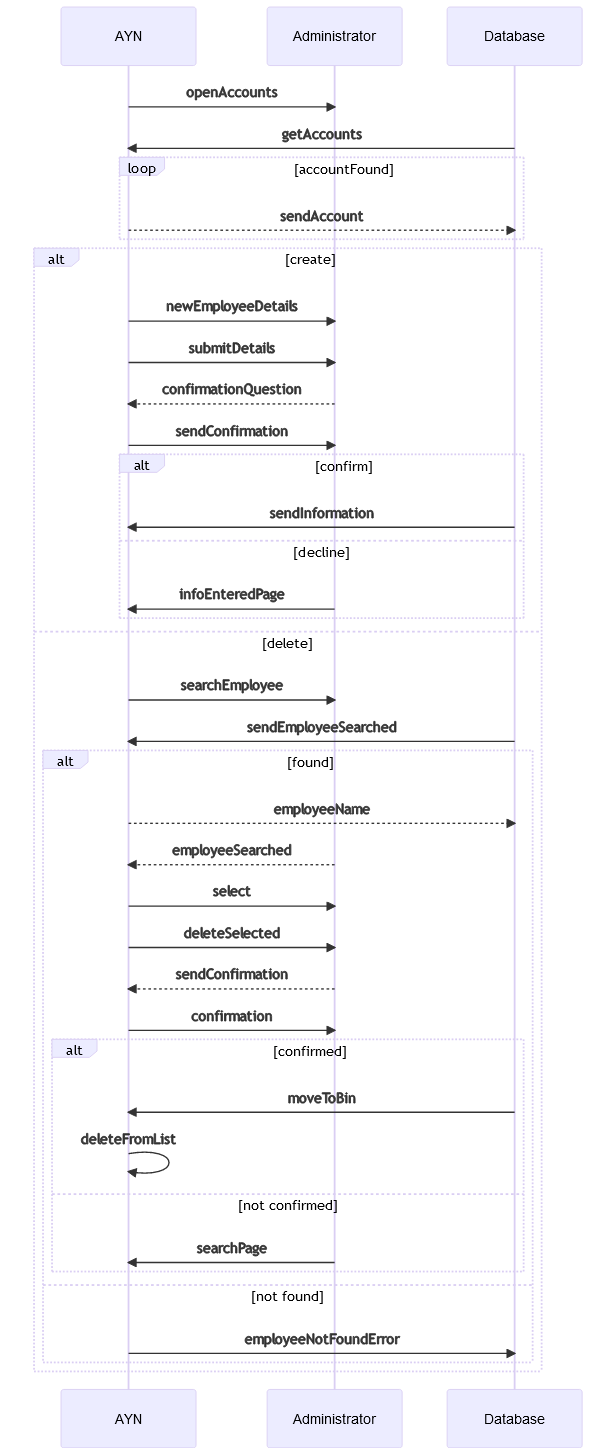 AYN Administrator Database
openAccounts
getAccounts
loop [accountFound]
sendAccount
alt [create]
newEmployeeDetails
submitDetails
confirmationQuestion
sendConfirmation
alt [confirm]
sendInformation
[decline]
infoEnteredPage
[delete]
searchEmployee
sendEmployeeSearched
alt [found]
employeeName
employeeSearched
select
deleteSelected
sendConfirmation
confirmation
alt [confirmed]
moveToBin
deleteFromList
[not confirmed]
searchPage
[not found]
employeeNotFoundError
AYN Administrator Database